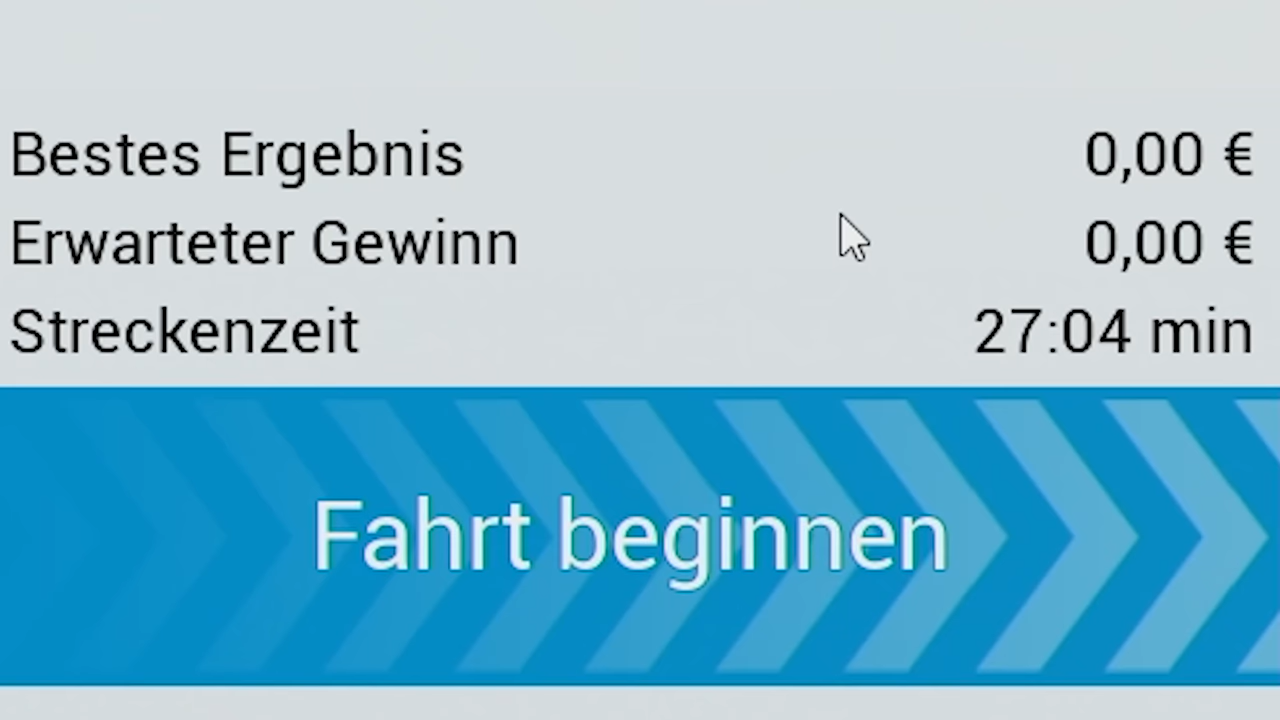 Bestes Ergebnis 0,00 €
Erwarteter Gewinn 0,00 €
Streckenzeit 27:04 min
Fahrt beginnen